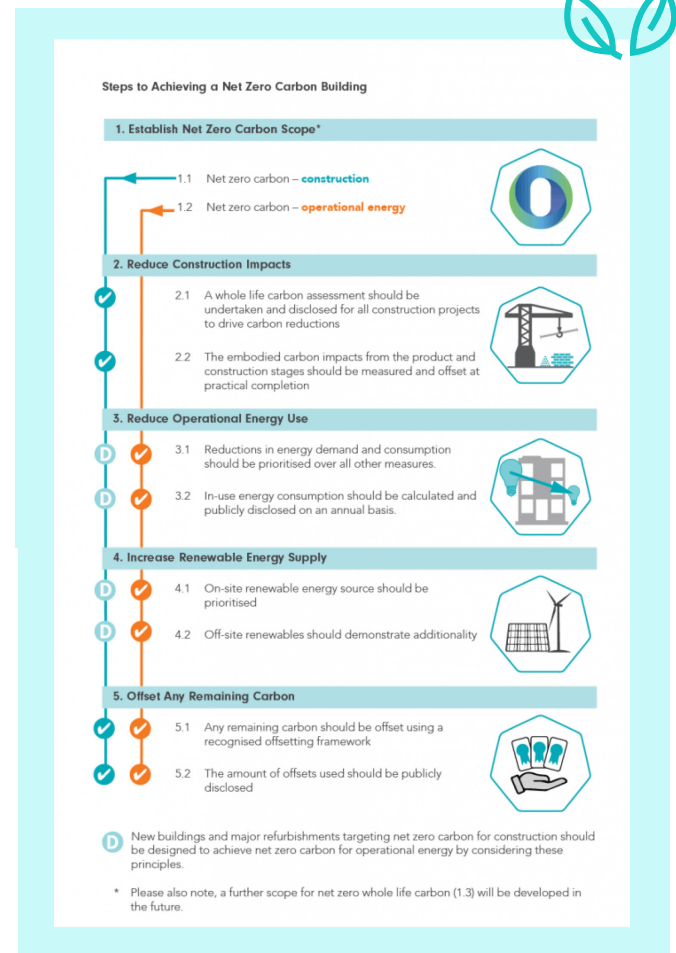 Steps to Achieving a Net Zero Carbon Building
1. Establish Net Zero Carbon Scope*
1.1 Net zero carbon – construction
1.2 Net zero carbon – operational energy
2. Reduce Construction Impacts
2.1 A whole life carbon assessment should be
undertaken and disclosed for all construction projects
to drive carbon reductions
2.2 The embodied carbon impacts from the product and
construction stages should be measured and offset at
practical completion
3. Reduce Operational Energy Use
D
3.1 Reductions in energy demand and consumption
should be prioritised over all other measures.
D
3.2 In-use energy consumption should be calculated and
publicly disclosed on an annual basis.
4. Increase Renewable Energy Supply
D
4.1 On-site renewable energy source should be
prioritised
D
4.2 Off-site renewables should demonstrate additionality
5. Offset Any Remaining Carbon
5.1 Any remaining carbon should be offset using a
recognised offsetting framework
5.2 The amount of offsets used should be publicly
disclosed
D New buildings and major refurbishments targeting net zero carbon for construction should
be designed to achieve net zero carbon for operational energy by considering these
principles.
* Please also note, a further scope for net zero whole life carbon (1.3) will be developed in
the future.